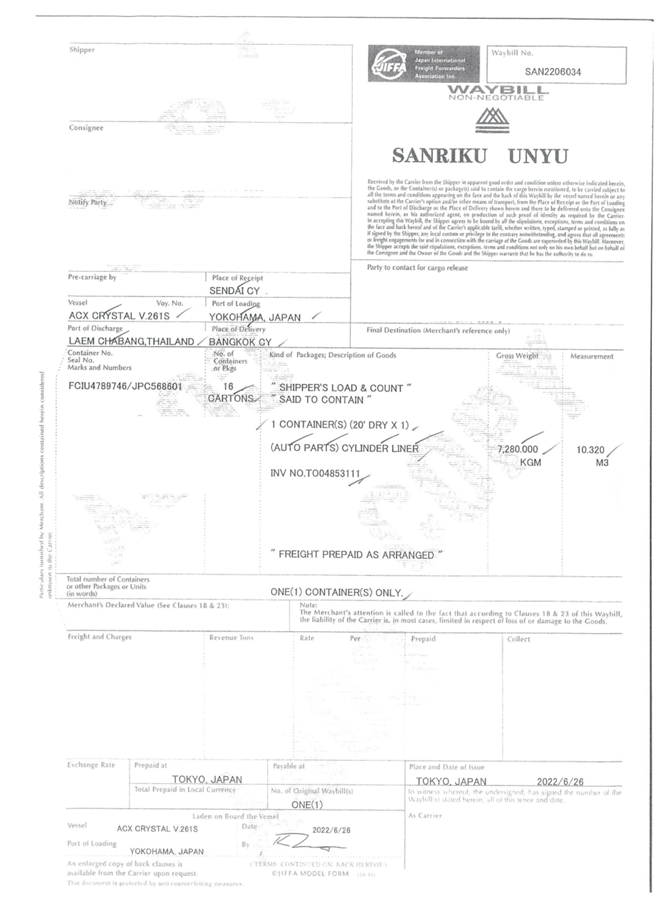 Shipper
Member of
Japan International
Freight Forwarders
Association Inc.
JIFFA
Waybill No.
SAN2206034
WAYBILL
NON-NEGOTIABLE
Consignee
SANRIKU UNYU
Received by the Carrier from the Shipper in apparent good order and condition unless otherwise indicated herein,
the Goods, or the Container(s) or package(s) said to contain the cargo herein mentioned, to be carried subject to
all the terms and conditions appearing on the face and the back of this Waybill by the vessel named herein or any
substitute at the Carrier's option and/or other means of transport, from the Place of Receipt or the Port of Loading
and to the Port of Discharge or the Place of Delivery shown herein and there to be delivered unto the Consignee
named herein, or his authorized agent, on production of such proof of identity as required by the Carrier.
In accepting this Waybill, the Shipper agrees to be bound by all the stipulations, exceptions, terms and conditions on
the face and back hereof and of the Carrier's applicable tariff, whether written, typed, stamped or printed, as fully as
if signed by the Shipper, any local custom or privilege to the contrary notwithstanding, and agrees that all agreements
or freight engagements for and in connection with the carriage of the Goods are superseded by this Waybill. Moreover,
the Shipper accepts the said stipulations, exceptions, terms and conditions not only on his own behalf but on behalf of
the Consignee and the Owner of the Goods and the Shipper warrants that he has the authority to do so.
Notify Party
Party to contact for cargo release
Pre-carriage by
Place of Receipt
SENDAI CY
Vessel Voy. No.
Port of Loading
ACX CRYSTAL V.261S
YOKOHAMA, JAPAN
Port of Discharge
Place of Delivery
Final Destination (Merchant's reference only)
LAEM CHABANG,THAILAND
BANGKOK CY
Container No.
Seal No.
Marks and Numbers
No. of
Containers
or Pkgs
Kind of Packages; Description of Goods
Gross Weight
Measurement
FCIU4789746/JPC568601
16
CARTONS
" SHIPPER'S LOAD & COUNT "
" SAID TO CONTAIN "
1 CONTAINER(S) (20' DRY X 1)
(AUTO PARTS) CYLINDER LINER
7,280.000
KGM
10.320
M3
INV NO.TO04853111
" FREIGHT PREPAID AS ARRANGED "
Particulars furnished by Merchant. All descriptions contained herein considered
unknown to the Carrier.
Total number of Containers
or other Packages or Units
(in words)
ONE(1) CONTAINER(S) ONLY.
Merchant's Declared Value (See Clauses 18 & 23):
Note:
The Merchant's attention is called to the fact that according to Clauses 18 & 23 of this Waybill,
the liability of the Carrier is, in most cases, limited in respect of loss of or damage to the Goods.
Freight and Charges
Revenue Tons
Rate
Per
Prepaid
Collect
Exchange Rate
Prepaid at
TOKYO, JAPAN
Payable at
Place and Date of Issue
TOKYO, JAPAN 2022/6/26
Total Prepaid in Local Currency
No. of Original Waybill(s)
ONE(1)
In witness whereof, the undersigned, has signed the number of the
Waybill(s) stated herein, all of this tenor and date.
Laden on Board the Vessel
As Carrier
Vessel
ACX CRYSTAL V.261S
Date
2022/6/26
Port of Loading
YOKOHAMA, JAPAN
By
An enlarged copy of back clauses is
available from the Carrier upon request.
(TERMS CONTINUED ON BACK HEREOF)
©JIFFA MODEL FORM
This document is protected by anti-counterfeiting measures.